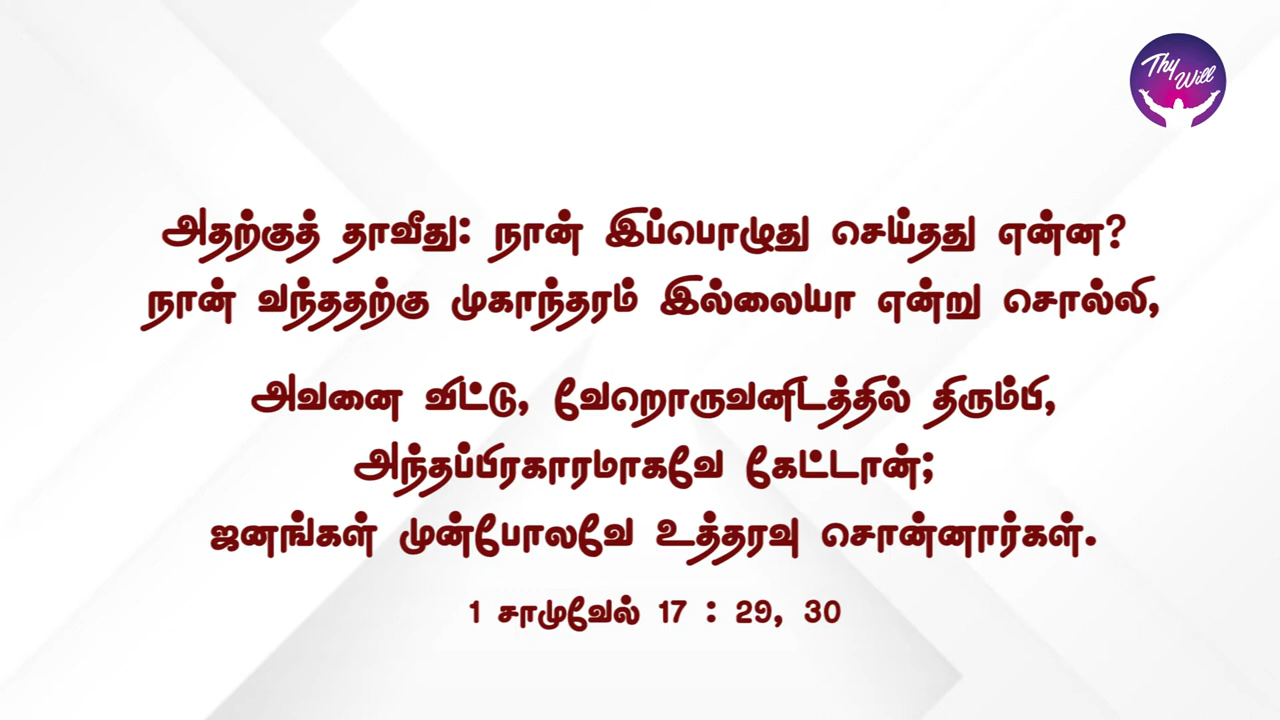 Thy
Will
அதற்குத் தாவீது: நான் இப்பொழுது செய்தது என்ன?
நான் வந்ததற்கு முகாந்தரம் இல்லையா என்று சொல்லி,
அவனை விட்டு, வேறொருவனிடத்தில் திரும்பி,
அந்தப்பிரகாரமாகவே கேட்டான்;
ஜனங்கள் முன்போலவே உத்தரவு சொன்னார்கள்.
1 சாமுவேல் 17 : 29, 30